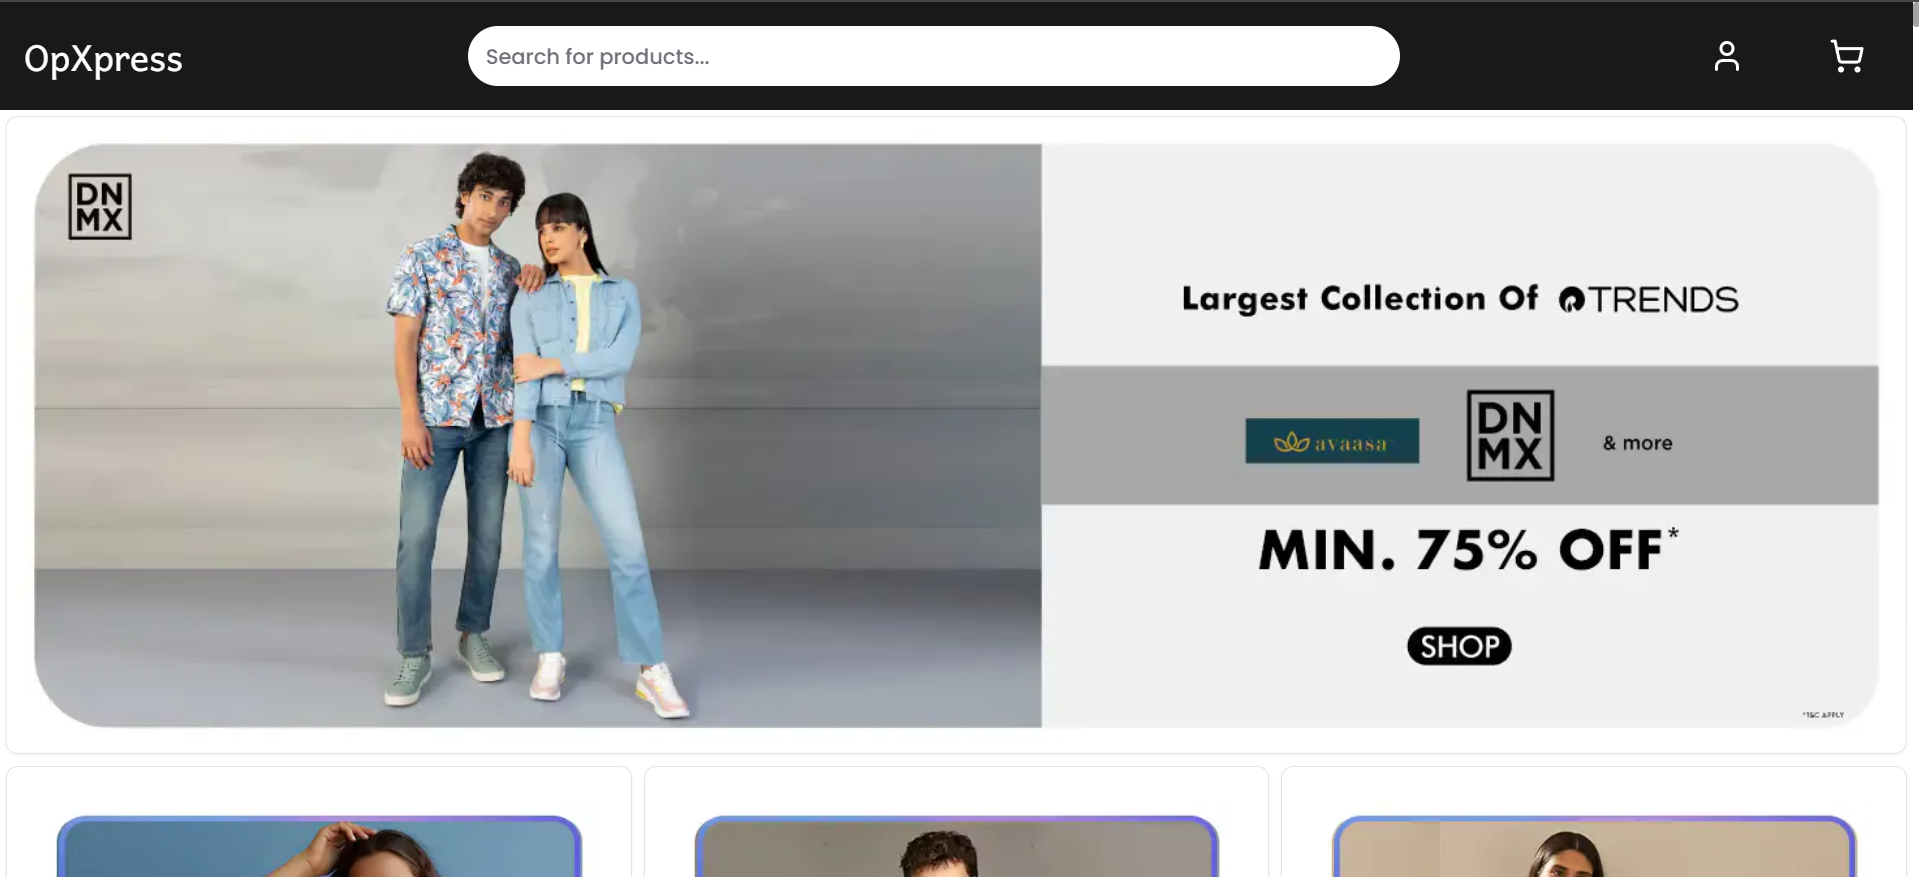 OpXpress
Search for products...
DN
MX
Largest Collection Of TRENDS
avaasa
DN
MX
& more
MIN. 75% OFF*
SHOP
*T&C APPLY